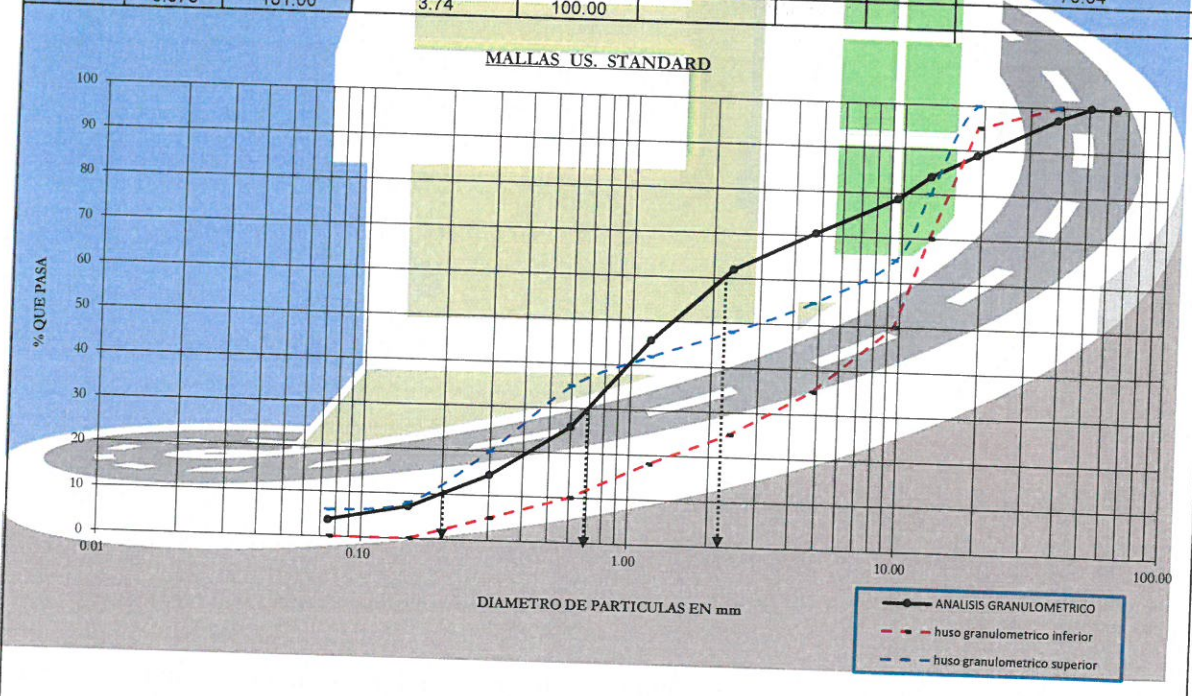 3.74 100.00
MALLAS US. STANDARD
% QUE PASA
100
90
80
70
60
50
40
30
20
10
0
0.01 0.10 1.00 10.00 100.00
DIAMETRO DE PARTICULAS EN mm
ANALISIS GRANULOMETRICO
huso granulometrico inferior
huso granulometrico superior